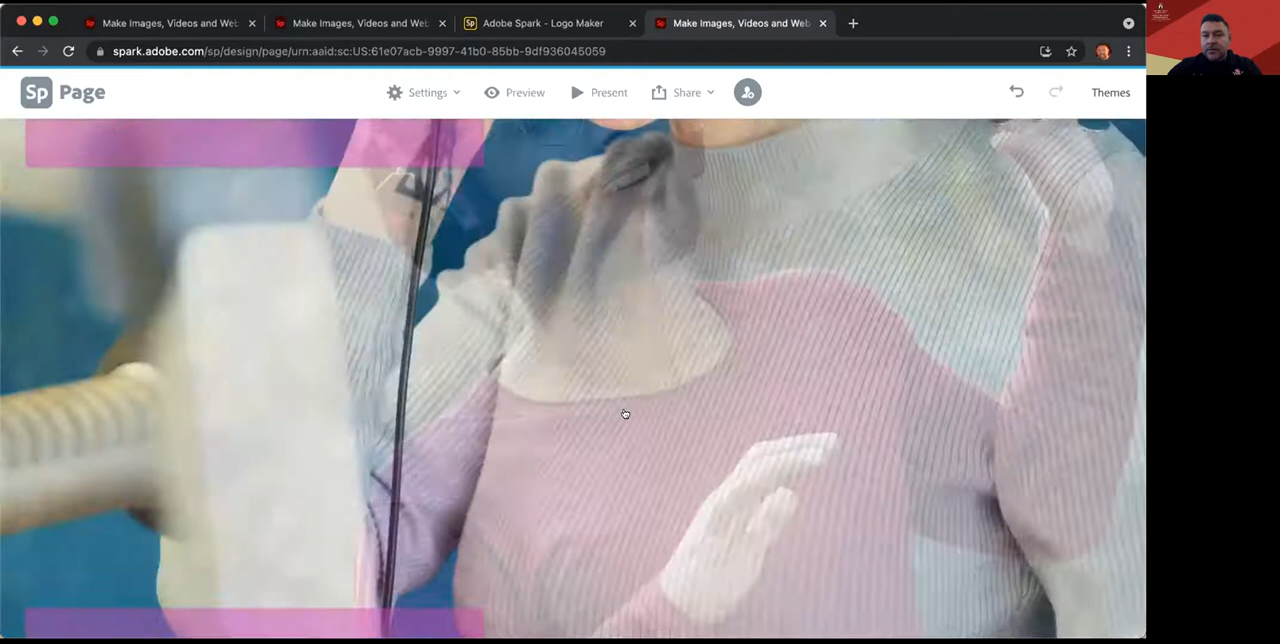 Make Images, Videos and Web
Make Images, Videos and Web
Sp
Adobe Spark - Logo Maker
Make Images, Videos and Web
spark.adobe.com/sp/design/page/urn:aaid:sc:US:61e07acb-9997-41b0-85bb-9df936045059
Sp Page
Settings
Preview
Present
Share
Themes